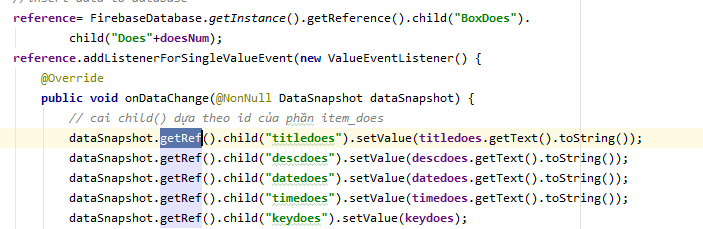 //insert data to database
reference= FirebaseDatabase.getInstance().getReference().child("BoxDoes").
child("Does"+doesNum);
reference.addListenerForSingleValueEvent(new ValueEventListener() {
@Override
public void onDataChange(@NonNull DataSnapshot dataSnapshot) {
// cai child() dựa theo id của phần item_does
dataSnapshot.getRef().child("titledoes").setValue(titledoes.getText().toString());
dataSnapshot.getRef().child("descdoes").setValue(descdoes.getText().toString());
dataSnapshot.getRef().child("datedoes").setValue(datedoes.getText().toString());
dataSnapshot.getRef().child("timedoes").setValue(timedoes.getText().toString());
dataSnapshot.getRef().child("keydoes").setValue(keydoes);